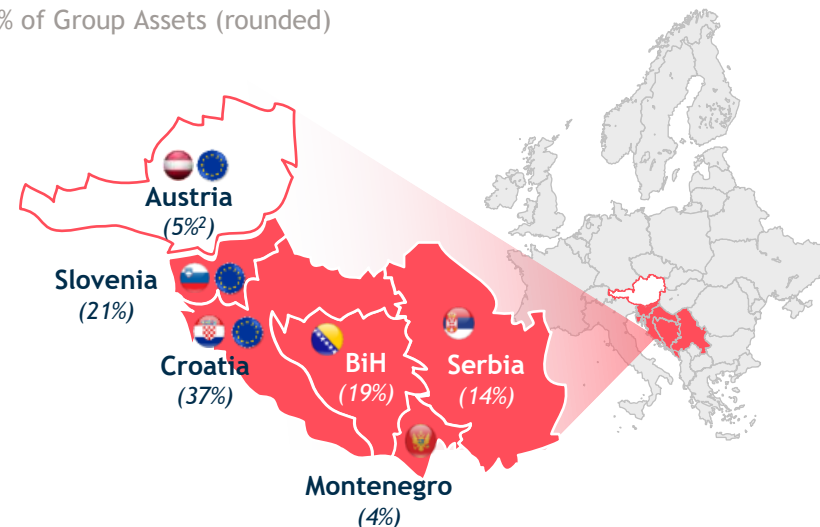 % of Group Assets (rounded)
Austria
(5%²)
Slovenia
(21%)
Croatia
(37%)
BiH
(19%)
Serbia
(14%)
Montenegro
(4%)